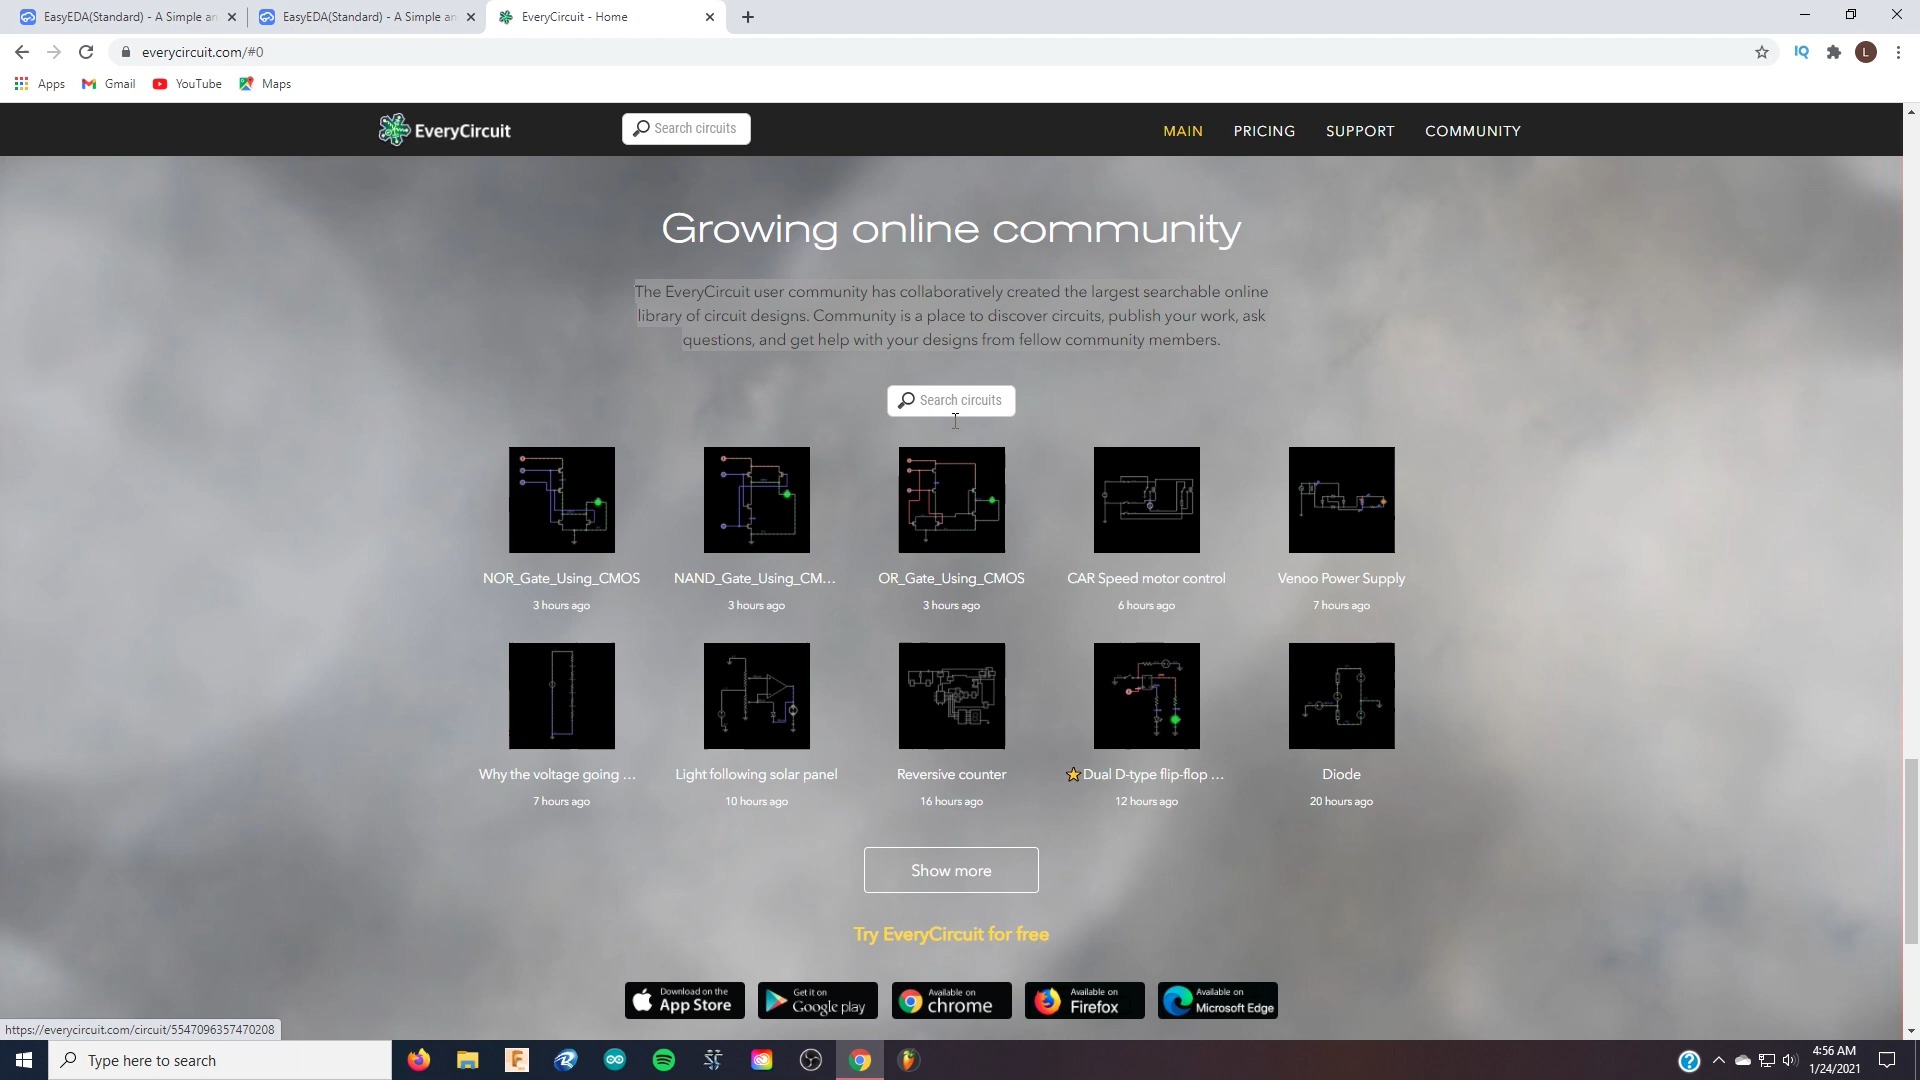 EasyEDA(Standard) - A Simple an
EasyEDA(Standard) - A Simple an
EveryCircuit - Home
everycircuit.com/#0
IQ
L
Apps
Gmail
YouTube
Maps
EveryCircuit
Search circuits
MAIN
PRICING
SUPPORT
COMMUNITY
Growing online community
The EveryCircuit user community has collaboratively created the largest searchable online
library of circuit designs. Community is a place to discover circuits, publish your work, ask
questions, and get help with your designs from fellow community members.
Search circuits
NOR_Gate_Using_CMOS
NAND_Gate_Using_CM...
OR_Gate_Using_CMOS
CAR Speed motor control
Venoo Power Supply
3 hours ago
3 hours ago
3 hours ago
6 hours ago
7 hours ago
Why the voltage going ...
Light following solar panel
Reversive counter
Dual D-type flip-flop ...
Diode
7 hours ago
10 hours ago
16 hours ago
12 hours ago
20 hours ago
Show more
Try EveryCircuit for free
Download on the
App Store
Get it on
Google play
Available on
chrome
Available on
Firefox
Available on
Microsoft Edge
https://everycircuit.com/circuit/5547096357470208
Type here to search
4:56 AM
1/24/2021